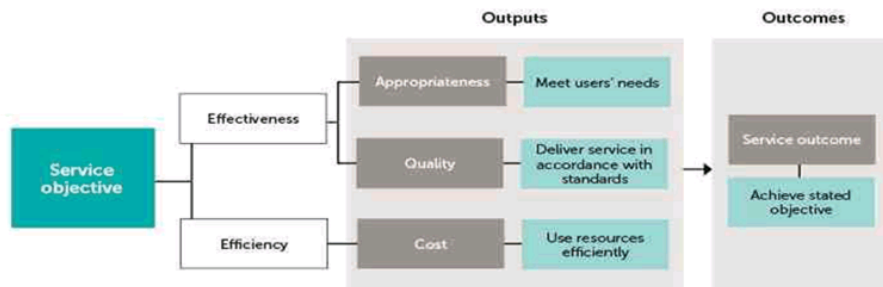 Outputs
Outcomes
Service
objective
Effectiveness
Efficiency
Appropriateness
Meet users' needs
Quality
Deliver service in
accordance with
standards
Cost
Use resources
efficiently
Service outcome
Achieve stated
objective